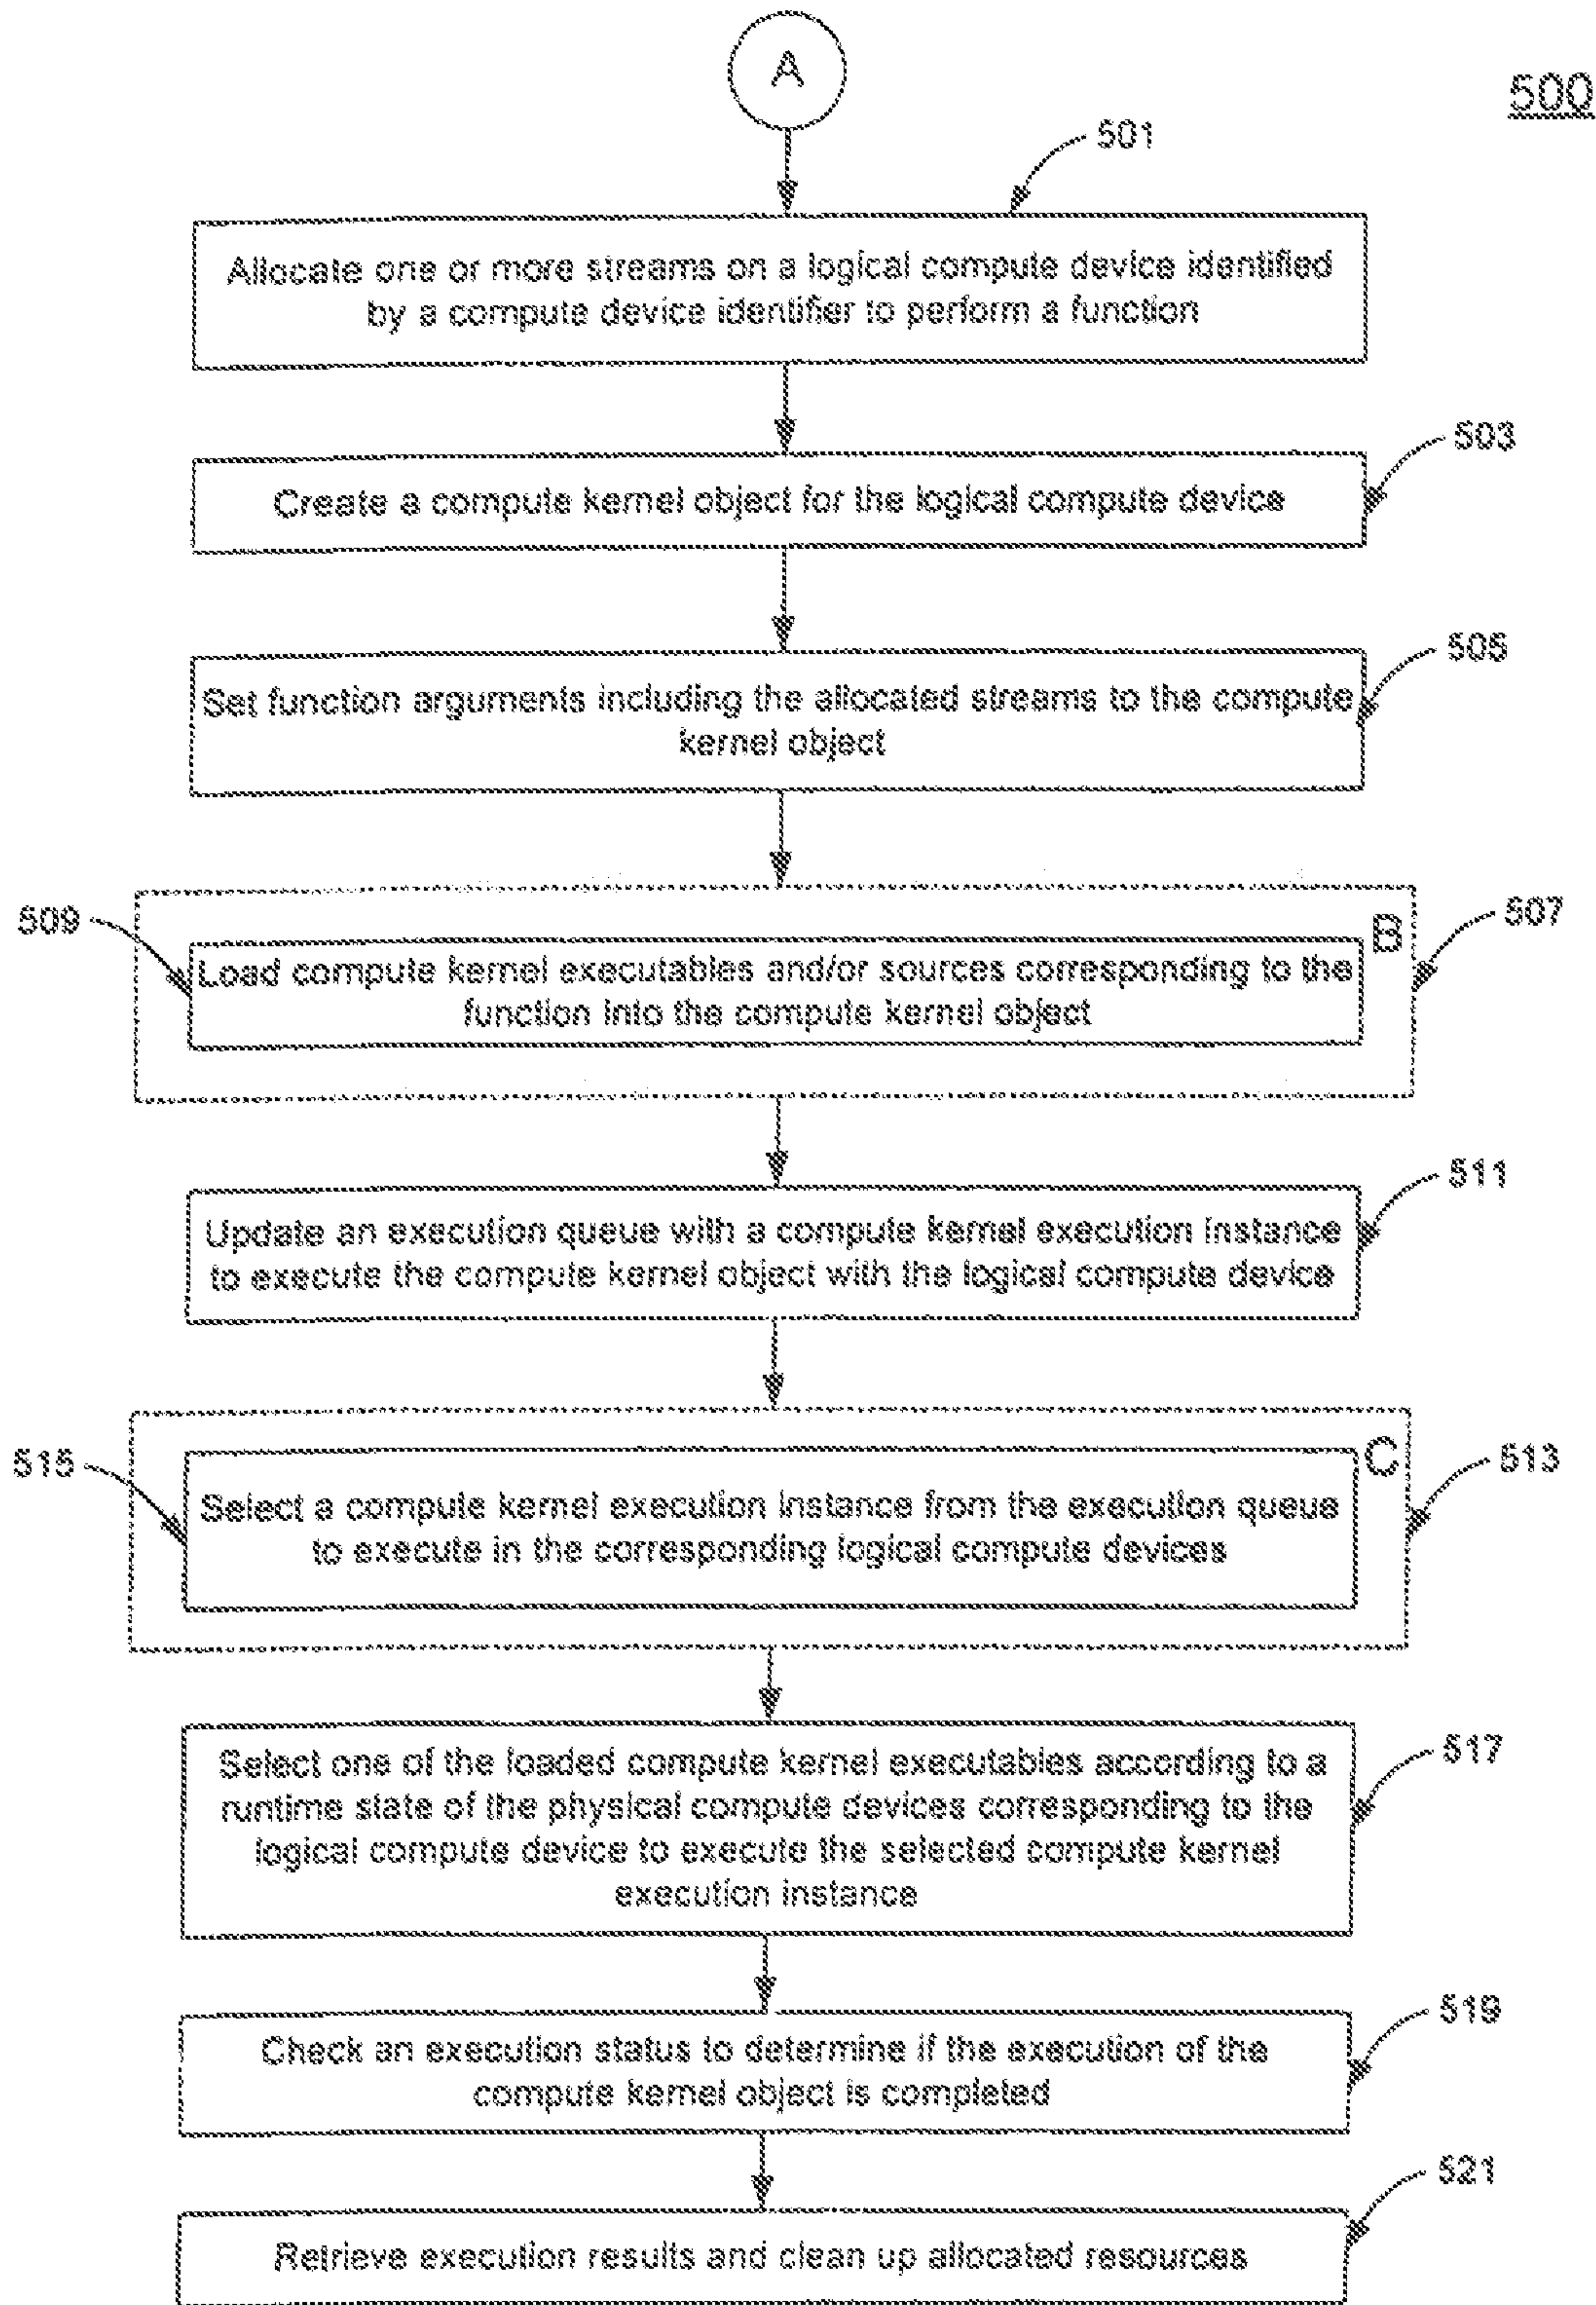 A
500
501
Allocate one or more streams on a logical compute device identified
by a compute device identifier to perform a function
503
Create a compute kernel object for the logical compute device
505
Set function arguments including the allocated streams to the compute
kernel object
509
B
507
Load compute kernel executables and/or sources corresponding to the
function into the compute kernel object
511
Update an execution queue with a compute kernel execution instance
to execute the compute kernel object with the logical compute device
515
C
513
Select a compute kernel execution instance from the execution queue
to execute in the corresponding logical compute devices
517
Select one of the loaded compute kernel executables according to a
runtime state of the physical compute devices corresponding to the
logical compute device to execute the selected compute kernel
execution instance
519
Check an execution status to determine if the execution of the
compute kernel object is completed
521
Retrieve execution results and clean up allocated resources